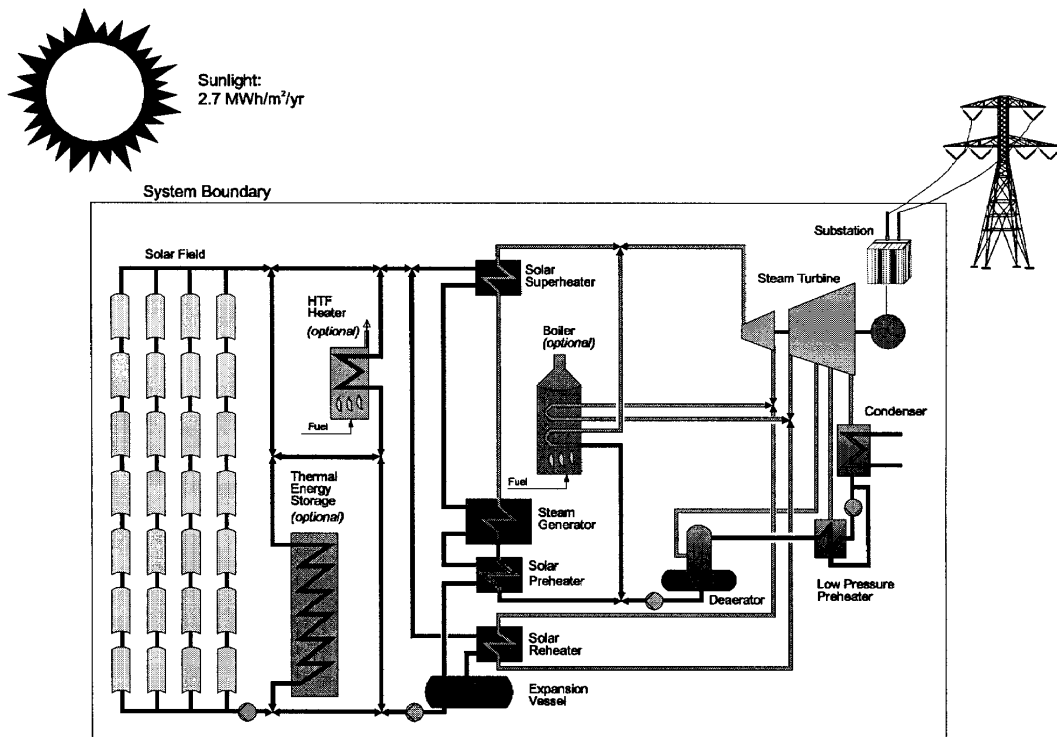 Sunlight:
2.7 MWh/m²/yr
System Boundary
Substation
Solar Field
Solar
Superheater
Steam Turbine
HTF
Heater
(optional)
Boiler
(optional)
Fuel
Condenser
Thermal
Energy
Storage
(optional)
Fuel
Steam
Generator
Solar
Preheater
Deaerator
Low Pressure
Preheater
Solar
Reheater
Expansion
Vessel